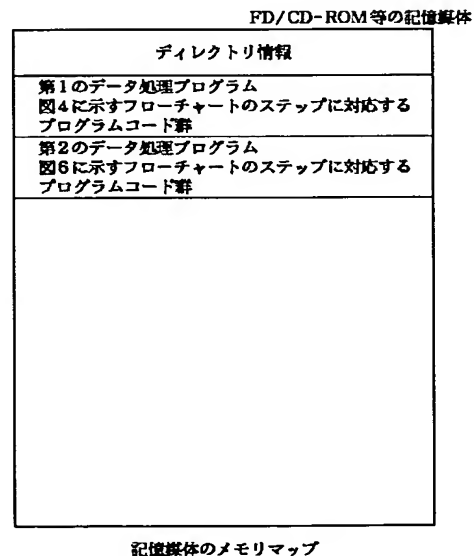 FD/CD-ROM等の記憶媒体
ディレクトリ情報
第1のデータ処理プログラム
図4に示すフローチャートのステップに対応する
プログラムコード群
第2のデータ処理プログラム
図6に示すフローチャートのステップに対応する
プログラムコード群
記憶媒体のメモリマップ